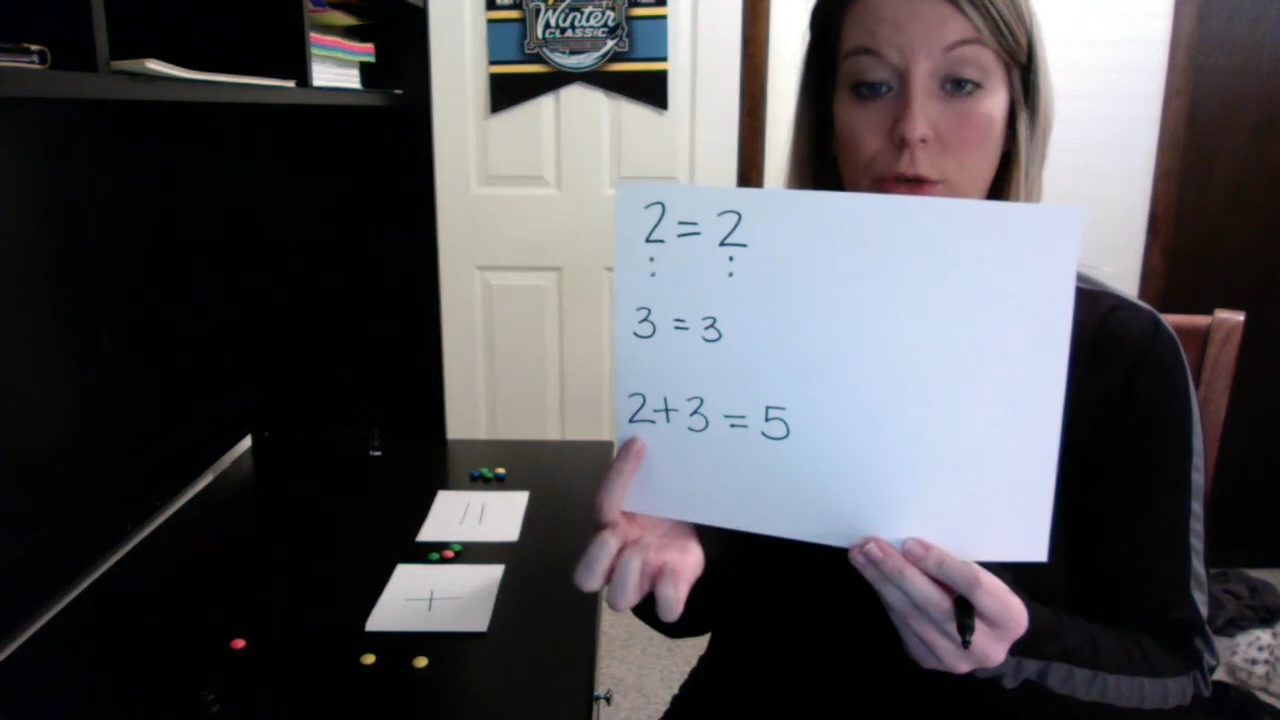 Winter
CLASSIC
2 = 2
3 = 3
2+3 = 5
=
+